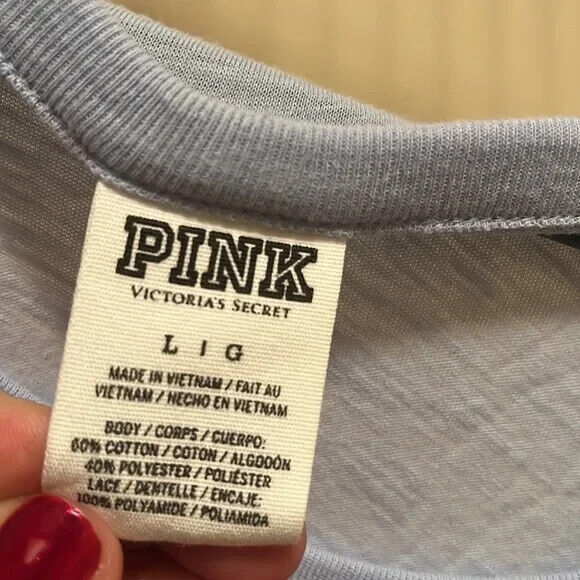 PINK
VICTORIA'S SECRET
L | G
MADE IN VIETNAM / FAIT AU
VIETNAM / HECHO EN VIETNAM
BODY / CORPS / CUERPO:
60% COTTON / COTON / ALGODÓN
40% POLYESTER / POLIÉSTER
LACE / DENTELLE / ENCAJE:
100% POLYAMIDE / POLIAMIDA